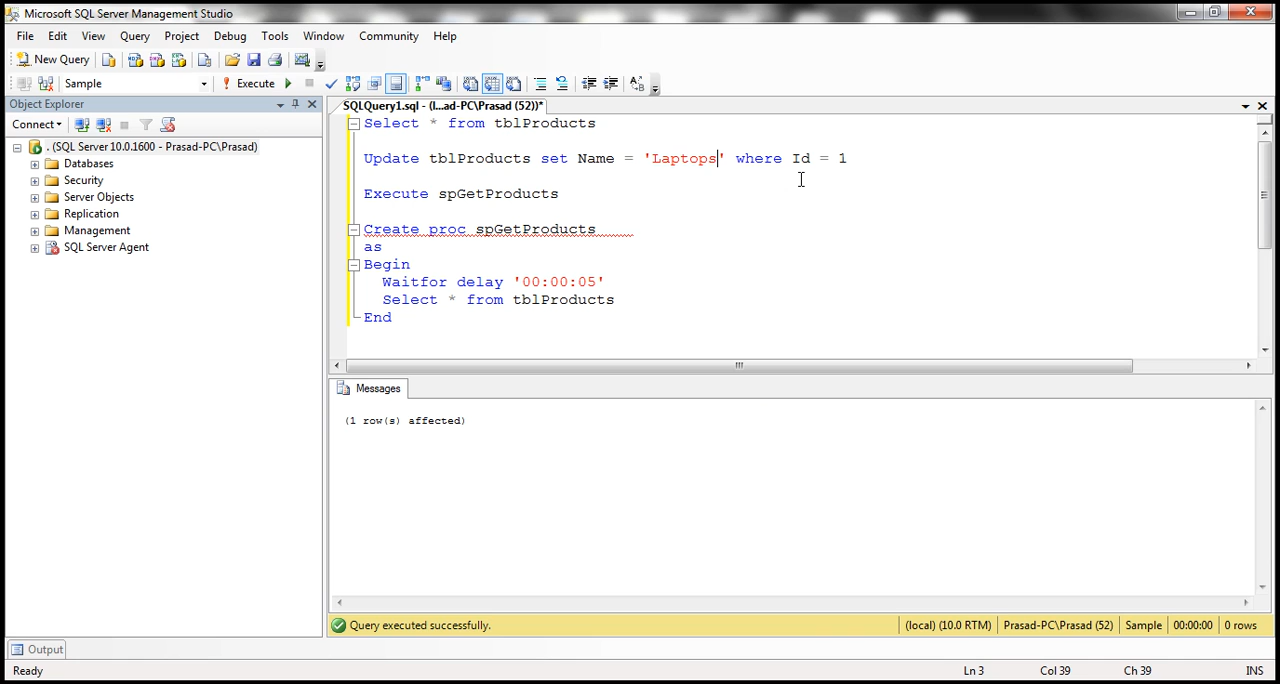 Microsoft SQL Server Management Studio
File Edit View Query Project Debug Tools Window Community Help
New Query
Sample Execute
Object Explorer
Connect
. (SQL Server 10.0.1600 - Prasad-PC\Prasad)
Databases
Security
Server Objects
Replication
Management
SQL Server Agent
SQLQuery1.sql - (l...ad-PC\Prasad (52))*
Select * from tblProducts
Update tblProducts set Name = 'Laptops' where Id = 1
Execute spGetProducts
Create proc spGetProducts
as
Begin
Waitfor delay '00:00:05'
Select * from tblProducts
End
Messages
(1 row(s) affected)
Query executed successfully. (local) (10.0 RTM) Prasad-PC\Prasad (52) Sample 00:00:00 0 rows
Output
Ready Ln 3 Col 39 Ch 39 INS